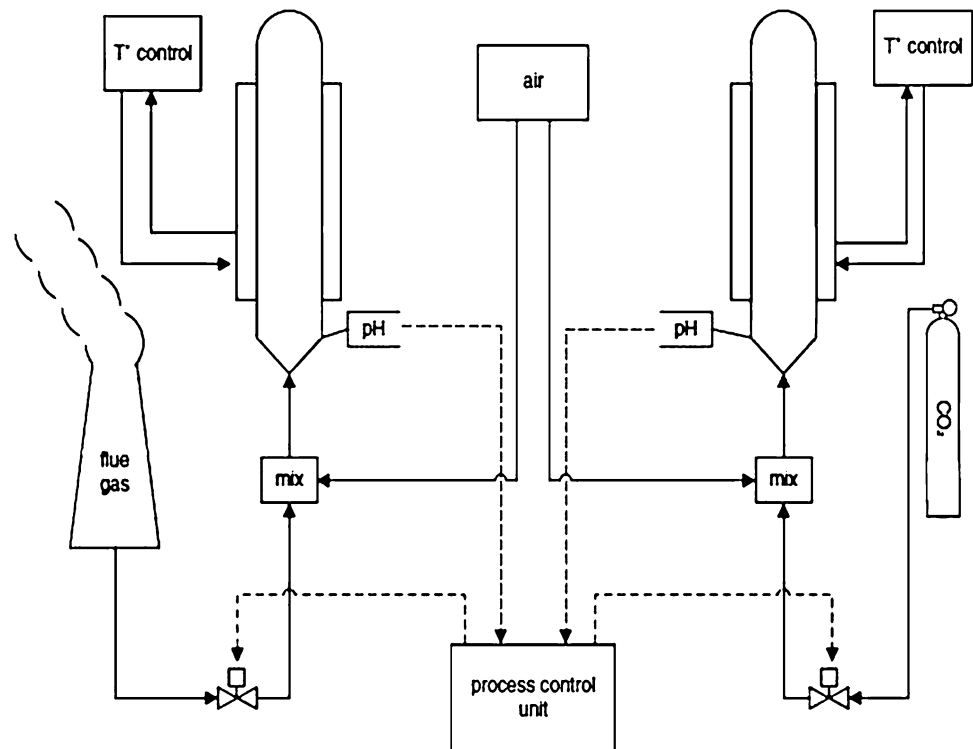 T° control
air
T° control
pH
pH
CO₂
flue
gas
mix
mix
process control
unit